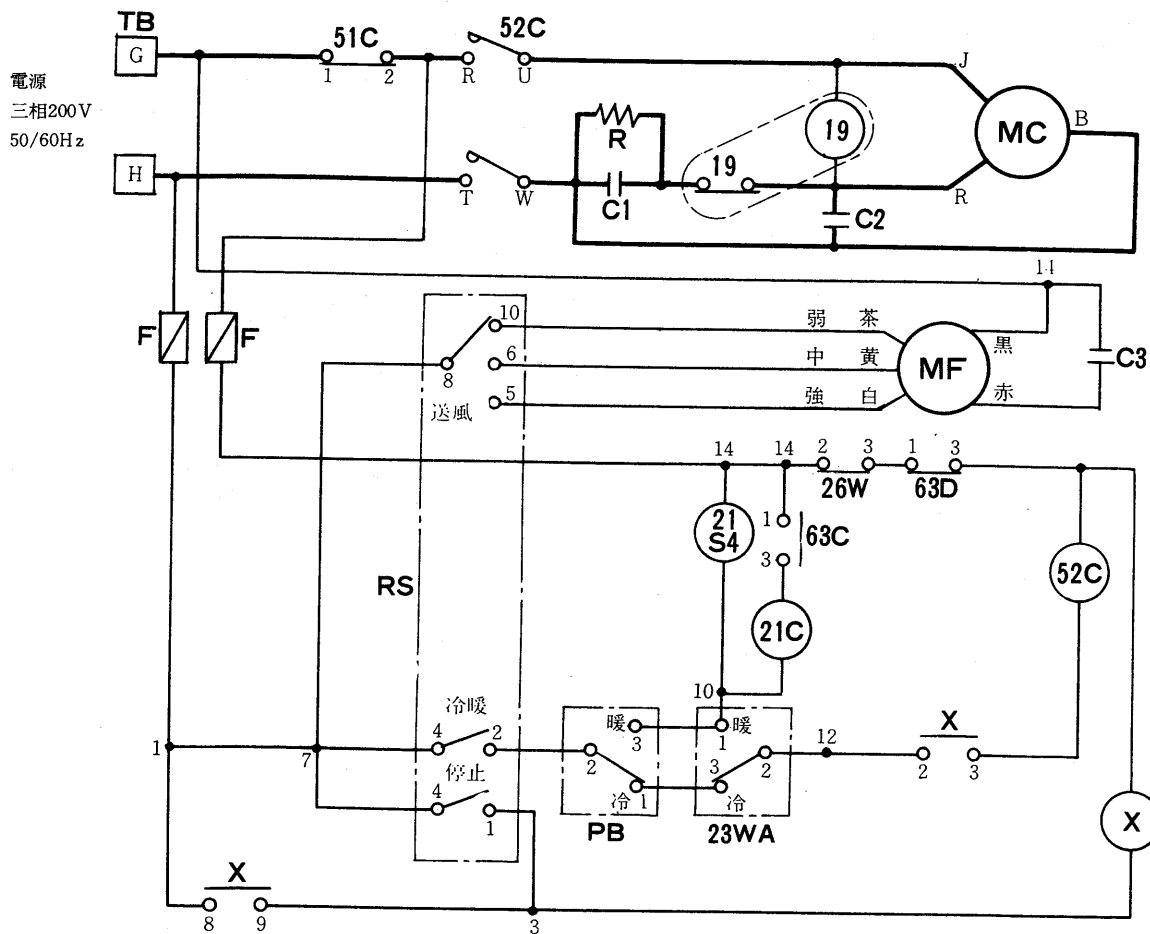 TB
G
51C
1
2
52C
R
U
J
電源
三相200V
50/60Hz
R
19
MC
B
H
T
W
C1
19
R
C2
14
F
F
10
弱 茶
黒
8
6
中 黄
MF
C3
送風
5
強 白
赤
14
14
2
3
1
3
26W
63D
21
S4
1
63C
3
RS
52C
21C
10
冷暖
暖
暖
X
1
7
4
2
3
1
12
停止
2
3
2
2
3
4
1
冷
1
冷
PB
23WA
X
X
8
9
3